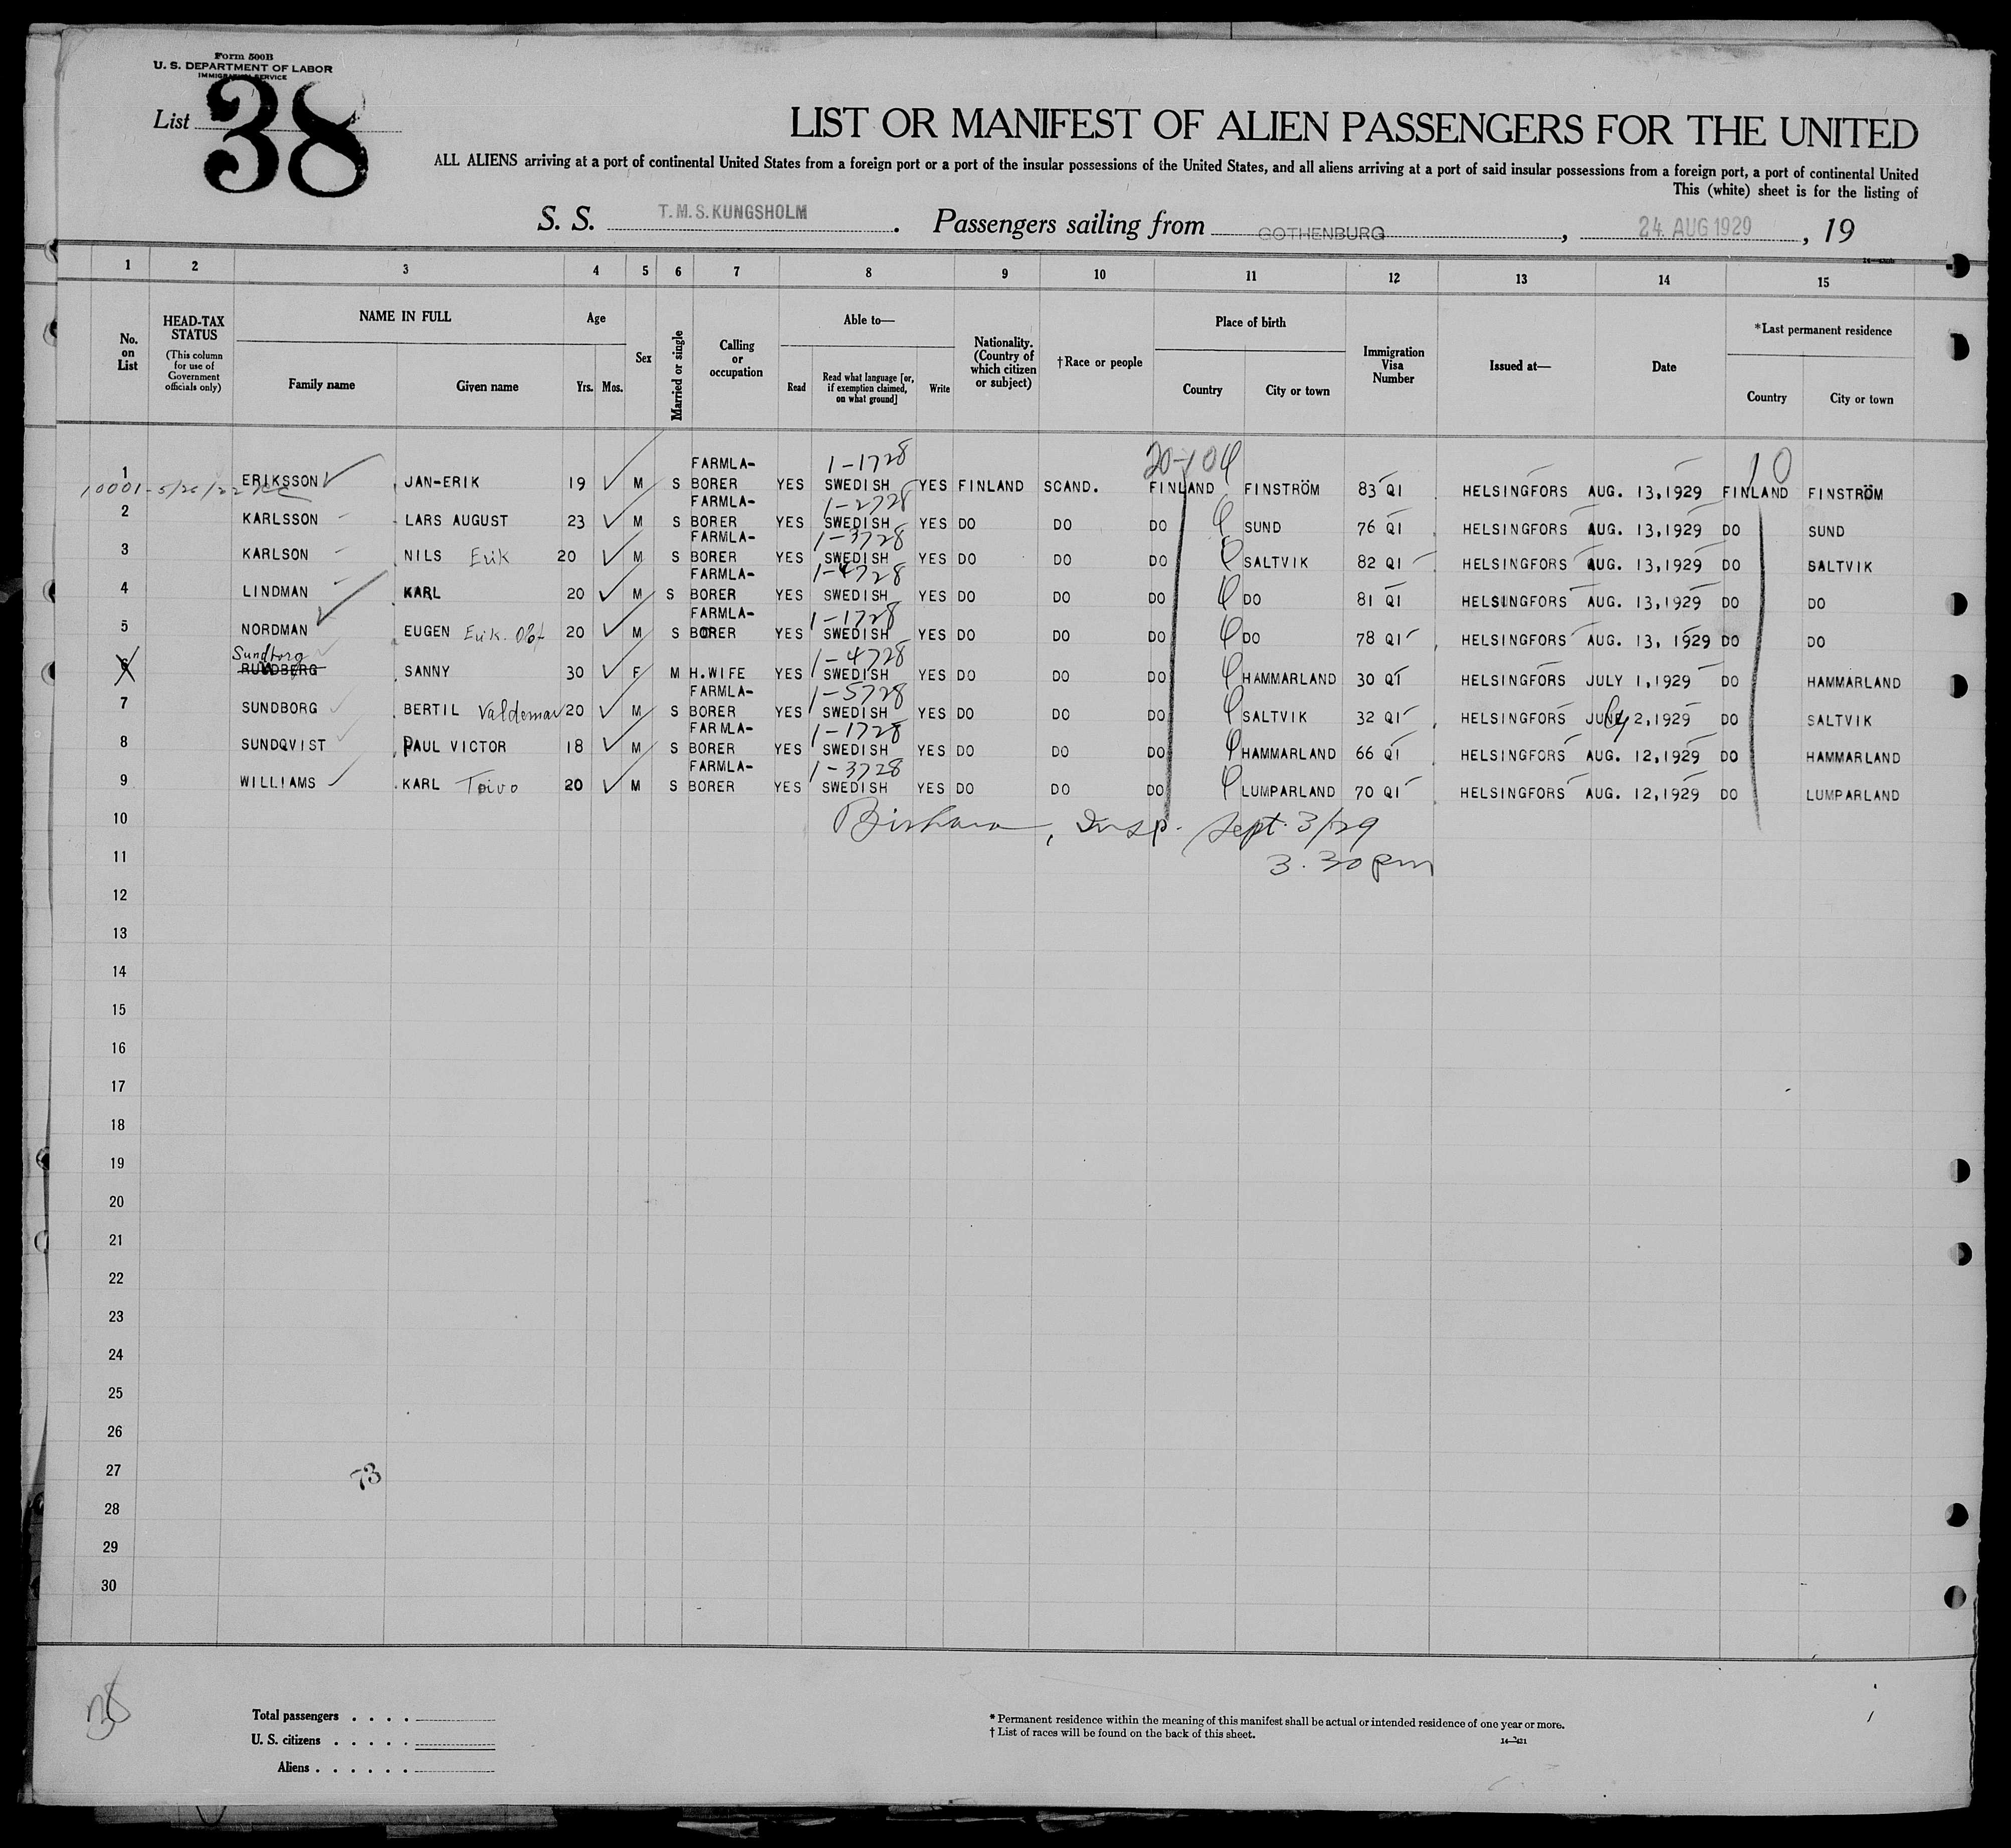 Form 500B
U. S. DEPARTMENT OF LABOR
IMMIGRATION SERVICE
List 38
LIST OR MANIFEST OF ALIEN PASSENGERS FOR THE UNITED
ALL ALIENS arriving at a port of continental United States from a foreign port or a port of the insular possessions of the United States, and all aliens arriving at a port of said insular possessions from a foreign port, a port of continental United
This (white) sheet is for the listing of
S. S. T.M.S. KUNGSHOLM. Passengers sailing from GOTHENBURG, 24. AUG 1929, 19
1 2 3 4 5 6 7 8 9 10 11 12 13 14 15
No. on List
HEAD-TAX STATUS (This column for use of Government officials only)
NAME IN FULL Family name Given name
Age Yrs. Mos.
Sex
Married or single
Calling or occupation
Able to— Read Read what language [or, if exemption claimed, on what ground] Write
Nationality. (Country of which citizen or subject)
†Race or people
Place of birth Country City or town
Immigration Visa Number
Issued at—
Date
*Last permanent residence Country City or town
20-104 10
1 ERIKSSON JAN-ERIK 19 M S FARMLA-BORER YES 1-1728 SWEDISH YES FINLAND SCAND. FINLAND FINSTRÖM 83 QI HELSINGFORS AUG. 13,1929 FINLAND FINSTRÖM
2 KARLSSON LARS AUGUST 23 M S FARMLA-BORER YES 1-2728 SWEDISH YES DO DO DO SUND 76 QI HELSINGFORS AUG. 13,1929 DO SUND
3 KARLSON NILS Erik 20 M S FARMLA-BORER YES 1-3728 SWEDISH YES DO DO DO SALTVIK 82 QI HELSINGFORS AUG. 13,1929 DO SALTVIK
4 LINDMAN KARL 20 M S FARMLA-BORER YES 1-4728 SWEDISH YES DO DO DO DO 81 QI HELSINGFORS AUG. 13,1929 DO DO
5 NORDMAN EUGEN Erik. Olof 20 M S FARMLA-BORER YES 1-1728 SWEDISH YES DO DO DO DO 78 QI HELSINGFORS AUG. 13, 1929 DO DO
Sundborg
6 RUNDBERG SANNY 30 F M H.WIFE YES 1-4728 SWEDISH YES DO DO DO HAMMARLAND 30 QI HELSINGFORS JULY 1,1929 DO HAMMARLAND
7 SUNDBORG BERTIL Valdemar 20 M S FARMLA-BORER YES 1-5728 SWEDISH YES DO DO DO SALTVIK 32 QI HELSINGFORS July 2,1929 DO SALTVIK
8 SUNDQVIST PAUL VICTOR 18 M S FARMLA-BORER YES 1-1728 SWEDISH YES DO DO DO HAMMARLAND 66 QI HELSINGFORS AUG. 12,1929 DO HAMMARLAND
9 WILLIAMS KARL Toivo 20 M S FARMLA-BORER YES 1-3728 SWEDISH YES DO DO DO LUMPARLAND 70 QI HELSINGFORS AUG. 12,1929 DO LUMPARLAND
10 Insp. Sept. 3/29
11 3.30 pm
12
13
14
15
16
17
18
19
20
21
22
23
24
25
26
27 73
28
29
30
38
Total passengers . . . .
U. S. citizens . . . . .
Aliens . . . . . .
* Permanent residence within the meaning of this manifest shall be actual or intended residence of one year or more.
† List of races will be found on the back of this sheet.